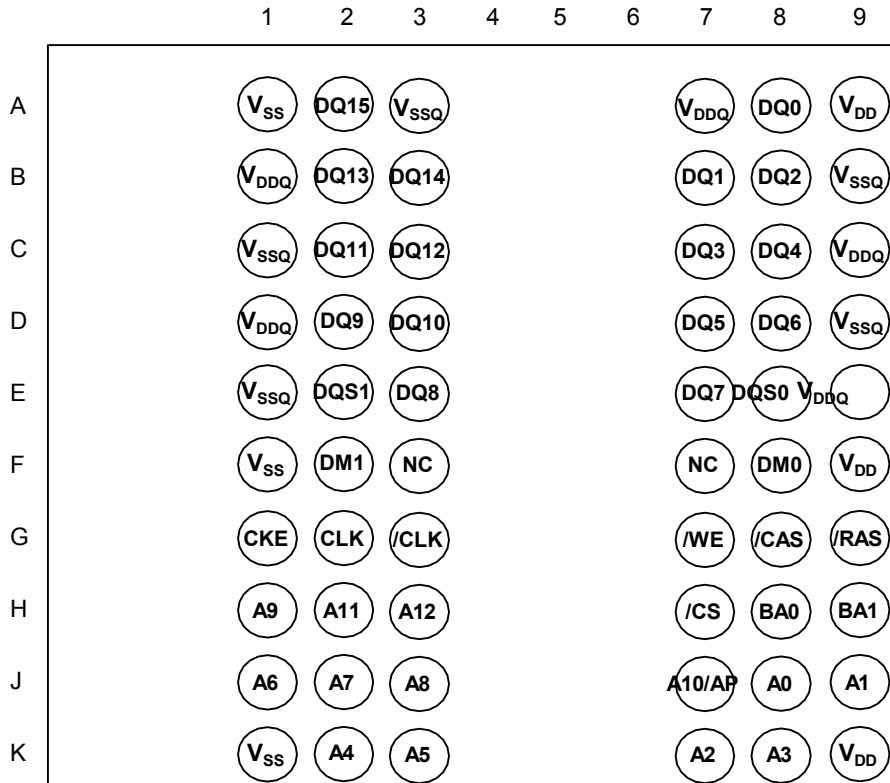 1 2 3 4 5 6 7 8 9
A VSS DQ15 VSSQ VDDQ DQ0 VDD
B VDDQ DQ13 DQ14 DQ1 DQ2 VSSQ
C VSSQ DQ11 DQ12 DQ3 DQ4 VDDQ
D VDDQ DQ9 DQ10 DQ5 DQ6 VSSQ
E VSSQ DQS1 DQ8 DQ7 DQS0 VDDQ
F VSS DM1 NC NC DM0 VDD
G CKE CLK /CLK /WE /CAS /RAS
H A9 A11 A12 /CS BA0 BA1
J A6 A7 A8 A10/AP A0 A1
K VSS A4 A5 A2 A3 VDD